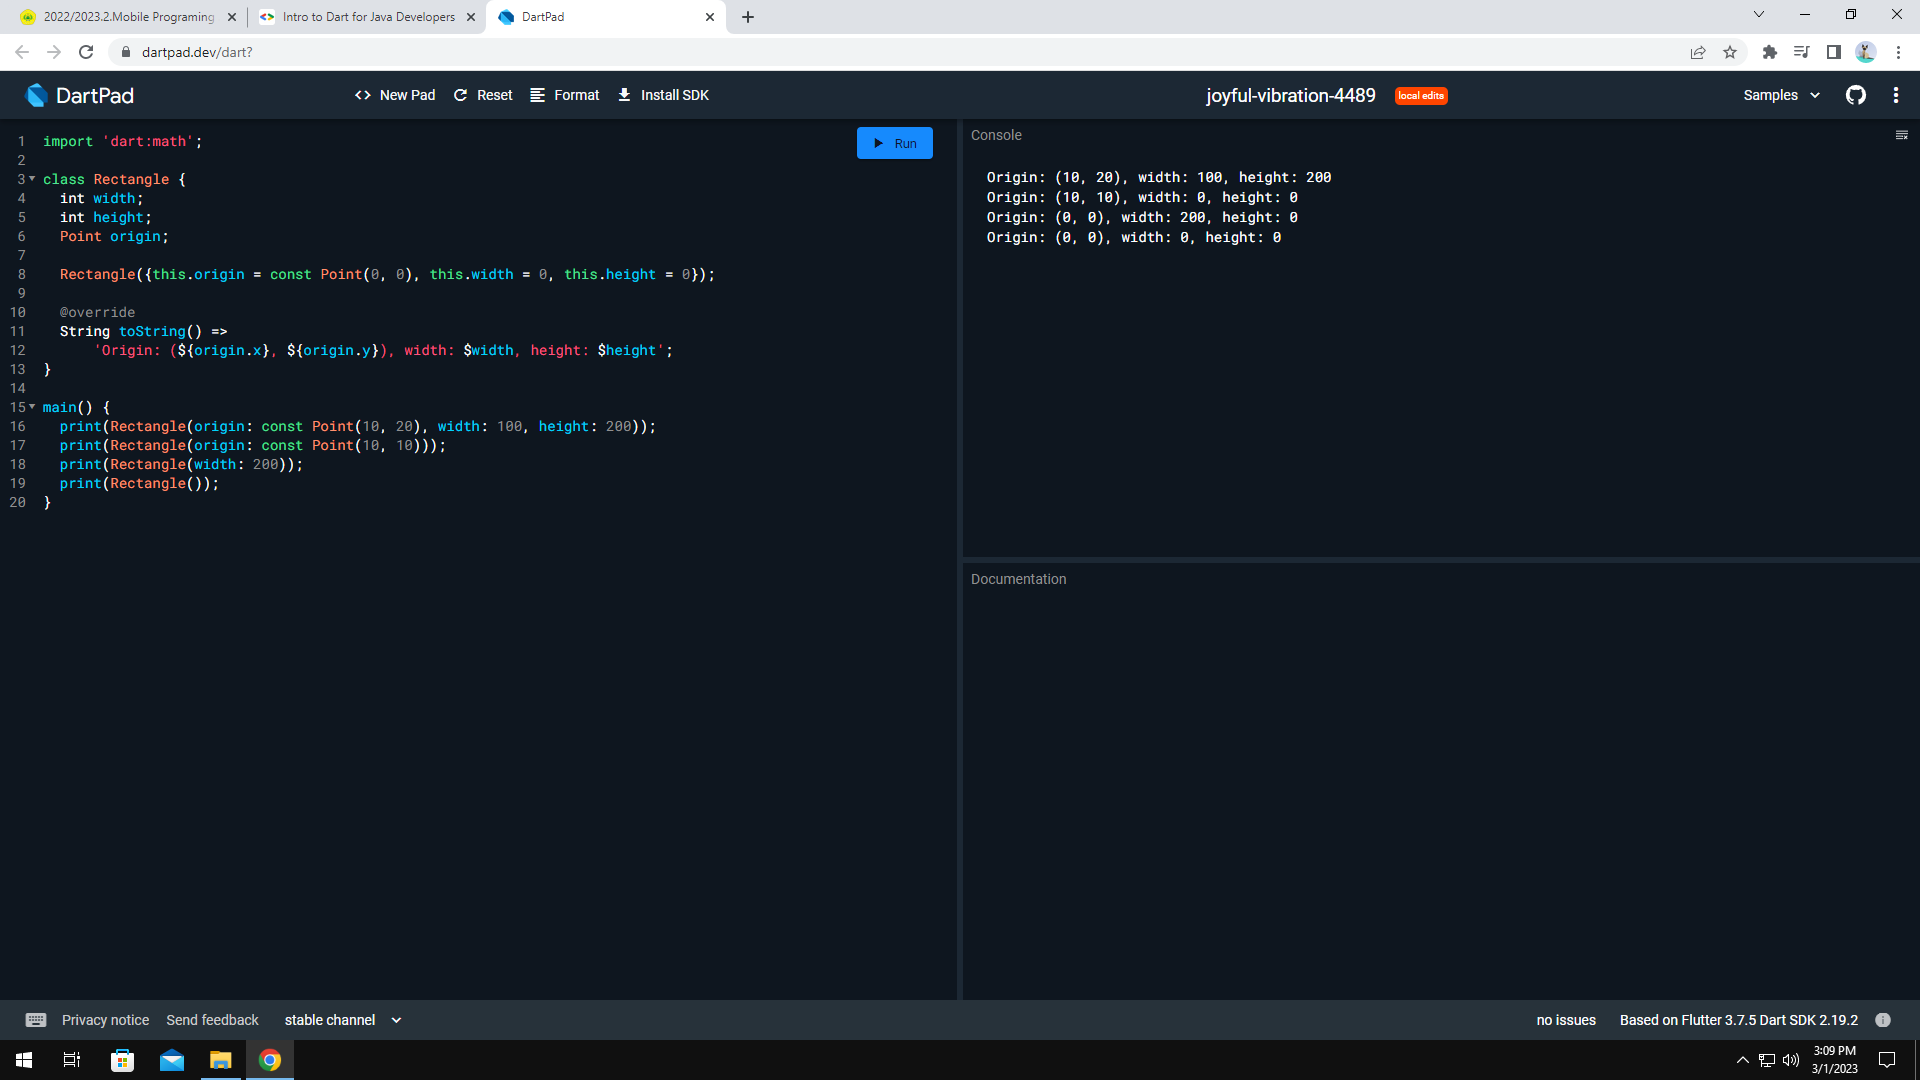 2022/2023.2.Mobile Programing
Intro to Dart for Java Developers
DartPad
dartpad.dev/dart?
DartPad
New Pad
Reset
Format
Install SDK
joyful-vibration-4489
local edits
Samples
1 import 'dart:math';
2
3 class Rectangle {
4 int width;
5 int height;
6 Point origin;
7
8 Rectangle({this.origin = const Point(0, 0), this.width = 0, this.height = 0});
9
10 @override
11 String toString() =>
12 'Origin: (${origin.x}, ${origin.y}), width: $width, height: $height';
13 }
14
15 main() {
16 print(Rectangle(origin: const Point(10, 20), width: 100, height: 200));
17 print(Rectangle(origin: const Point(10, 10)));
18 print(Rectangle(width: 200));
19 print(Rectangle());
20 }
Run
Console
Origin: (10, 20), width: 100, height: 200
Origin: (10, 10), width: 0, height: 0
Origin: (0, 0), width: 200, height: 0
Origin: (0, 0), width: 0, height: 0
Documentation
Privacy notice
Send feedback
stable channel
no issues
Based on Flutter 3.7.5 Dart SDK 2.19.2
3:09 PM
3/1/2023